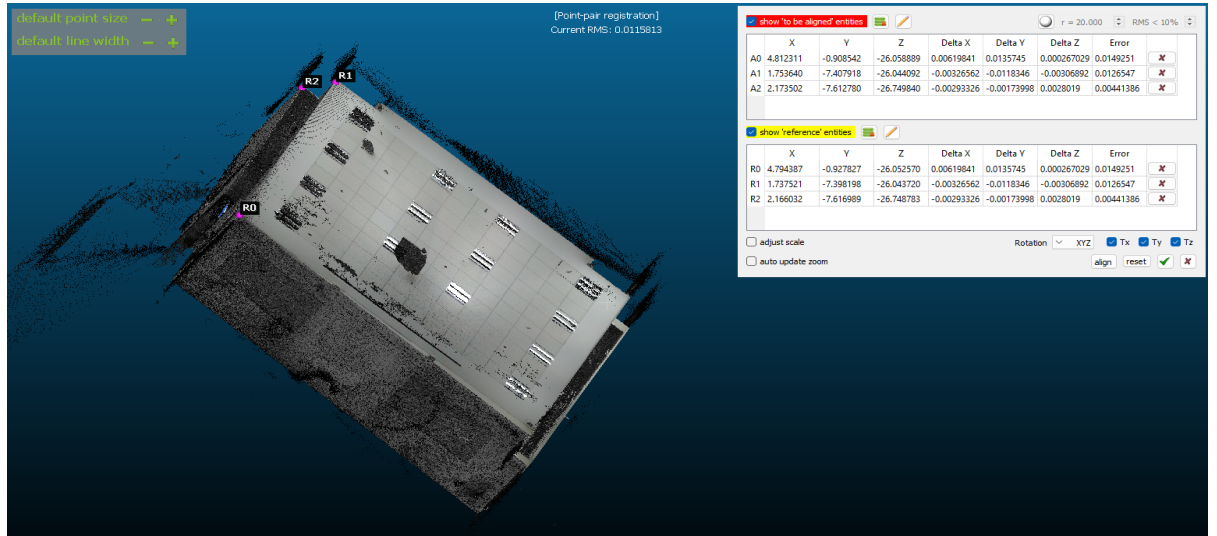 default point size − +
default line width − +
[Point-pair registration]
Current RMS: 0.0115813
R2 R1
R0
show 'to be aligned' entities r = 20.000 RMS < 10%
X Y Z Delta X Delta Y Delta Z Error
A0 4.812311 -0.908542 -26.058889 0.00619841 0.0135745 0.000267029 0.0149251
A1 1.753640 -7.407918 -26.044092 -0.00326562 -0.0118346 -0.00306892 0.0126547
A2 2.173502 -7.612780 -26.749840 -0.00293326 -0.00173998 0.0028019 0.00441386
show 'reference' entities
X Y Z Delta X Delta Y Delta Z Error
R0 4.794387 -0.927827 -26.052570 0.00619841 0.0135745 0.000267029 0.0149251
R1 1.737521 -7.398198 -26.043720 -0.00326562 -0.0118346 -0.00306892 0.0126547
R2 2.166032 -7.616989 -26.748783 -0.00293326 -0.00173998 0.0028019 0.00441386
adjust scale Rotation XYZ Tx Ty Tz
auto update zoom align reset